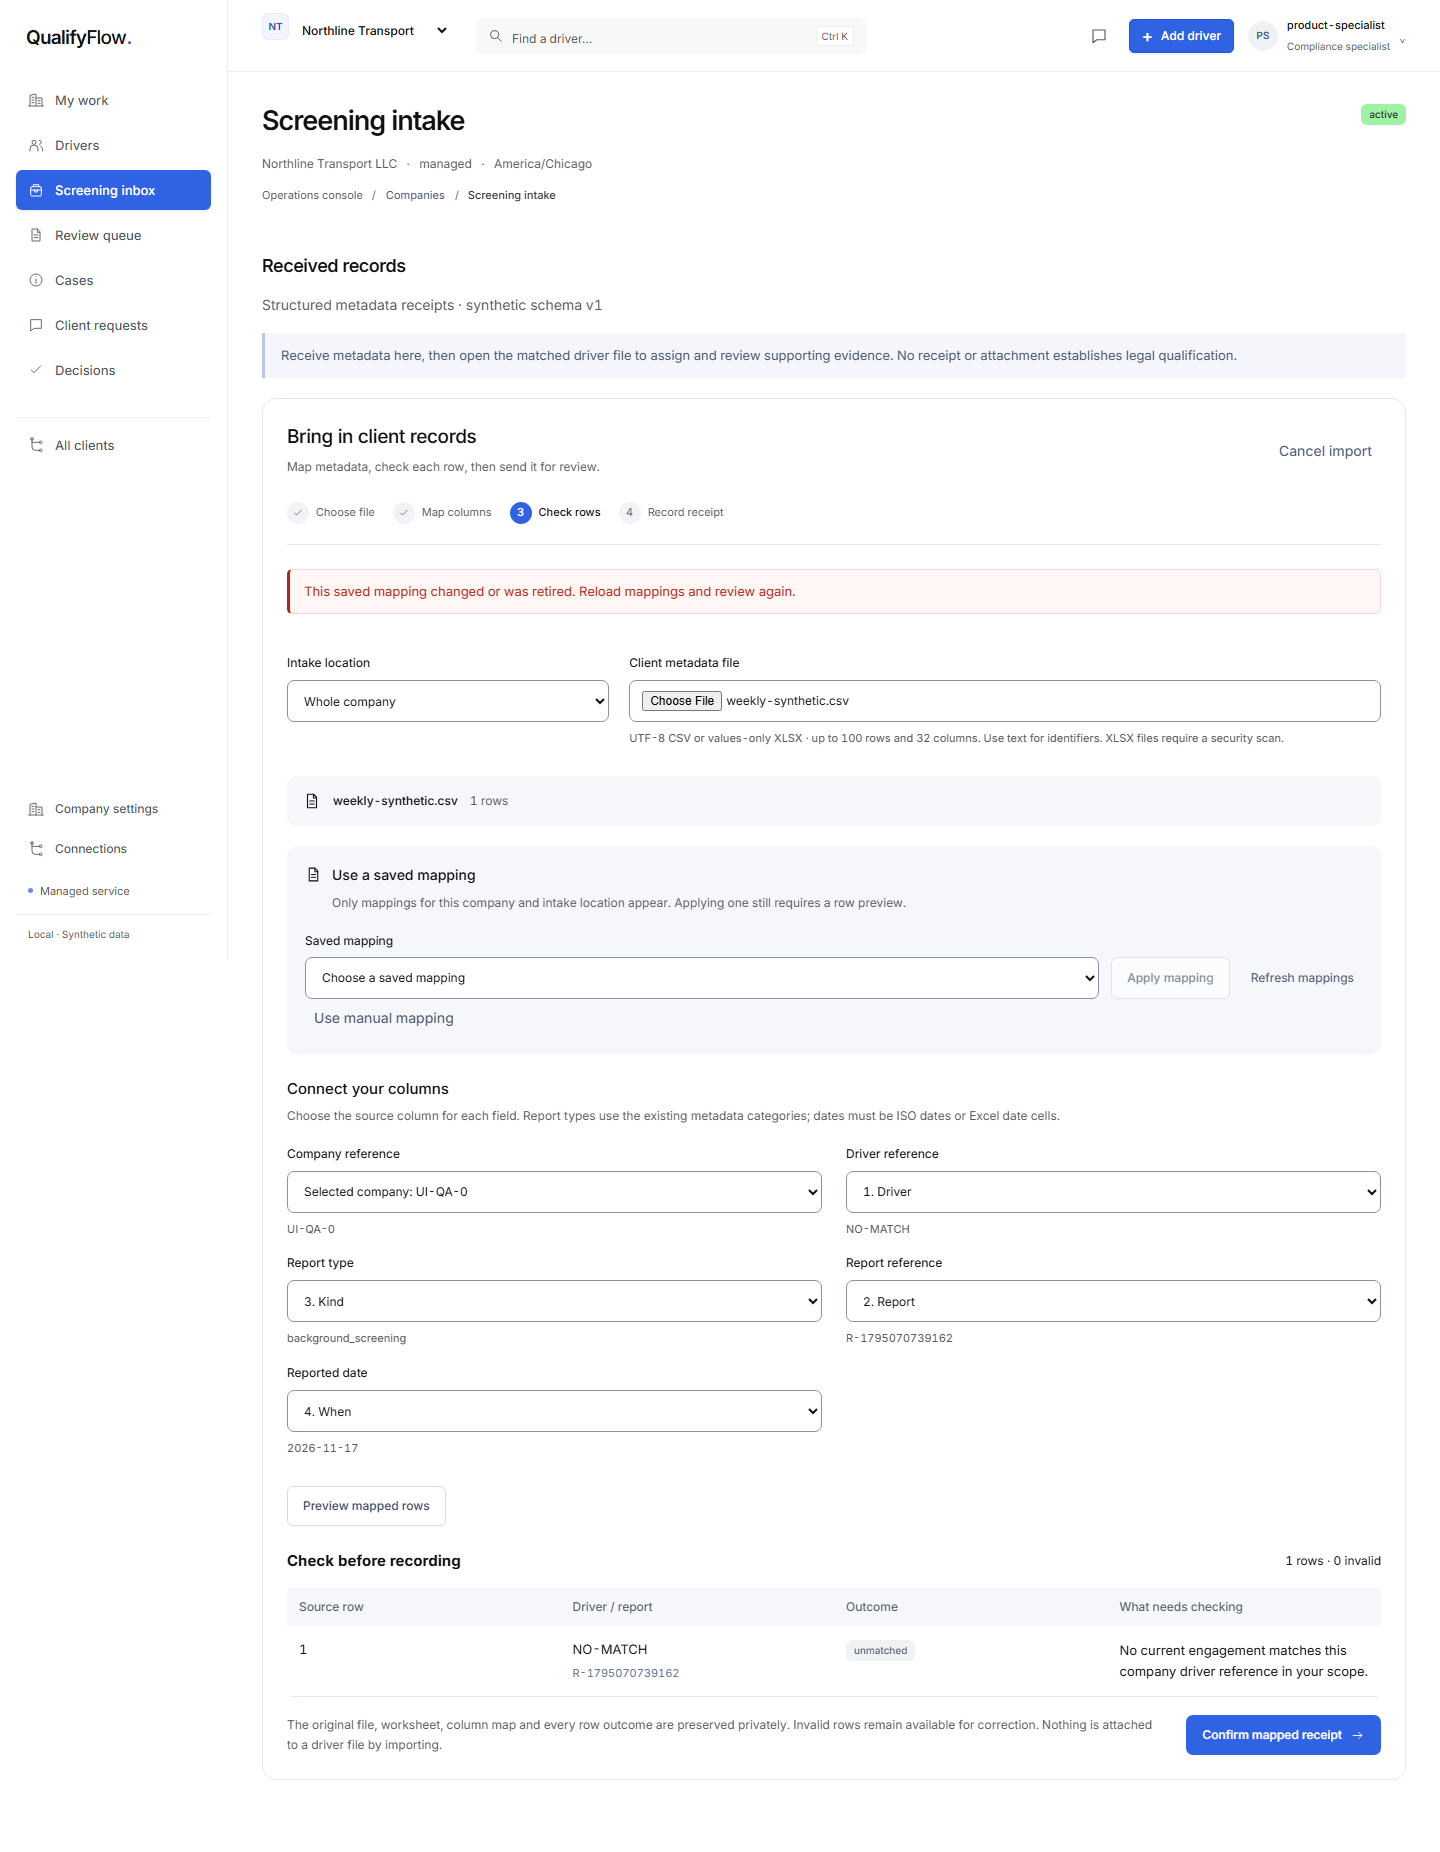 QualifyFlow.
NT
Northline Transport
Find a driver...
Ctrl K
+ Add driver
PS
product-specialist
Compliance specialist
My work
Drivers
Screening inbox
Review queue
Cases
Client requests
Decisions
All clients
Company settings
Connections
Managed service
Local · Synthetic data
Screening intake
active
Northline Transport LLC · managed · America/Chicago
Operations console / Companies / Screening intake
Received records
Structured metadata receipts · synthetic schema v1
Receive metadata here, then open the matched driver file to assign and review supporting evidence. No receipt or attachment establishes legal qualification.
Bring in client records
Map metadata, check each row, then send it for review.
Cancel import
Choose file
Map columns
3 Check rows
4 Record receipt
This saved mapping changed or was retired. Reload mappings and review again.
Intake location
Whole company
Client metadata file
Choose File weekly-synthetic.csv
UTF-8 CSV or values-only XLSX · up to 100 rows and 32 columns. Use text for identifiers. XLSX files require a security scan.
weekly-synthetic.csv 1 rows
Use a saved mapping
Only mappings for this company and intake location appear. Applying one still requires a row preview.
Saved mapping
Choose a saved mapping
Apply mapping
Refresh mappings
Use manual mapping
Connect your columns
Choose the source column for each field. Report types use the existing metadata categories; dates must be ISO dates or Excel date cells.
Company reference
Selected company: UI-QA-0
UI-QA-0
Driver reference
1. Driver
NO-MATCH
Report type
3. Kind
background_screening
Report reference
2. Report
R-1795070739162
Reported date
4. When
2026-11-17
Preview mapped rows
Check before recording
1 rows · 0 invalid
Source row
Driver / report
Outcome
What needs checking
1
NO-MATCH
R-1795070739162
unmatched
No current engagement matches this
company driver reference in your scope.
The original file, worksheet, column map and every row outcome are preserved privately. Invalid rows remain available for correction. Nothing is attached
to a driver file by importing.
Confirm mapped receipt →